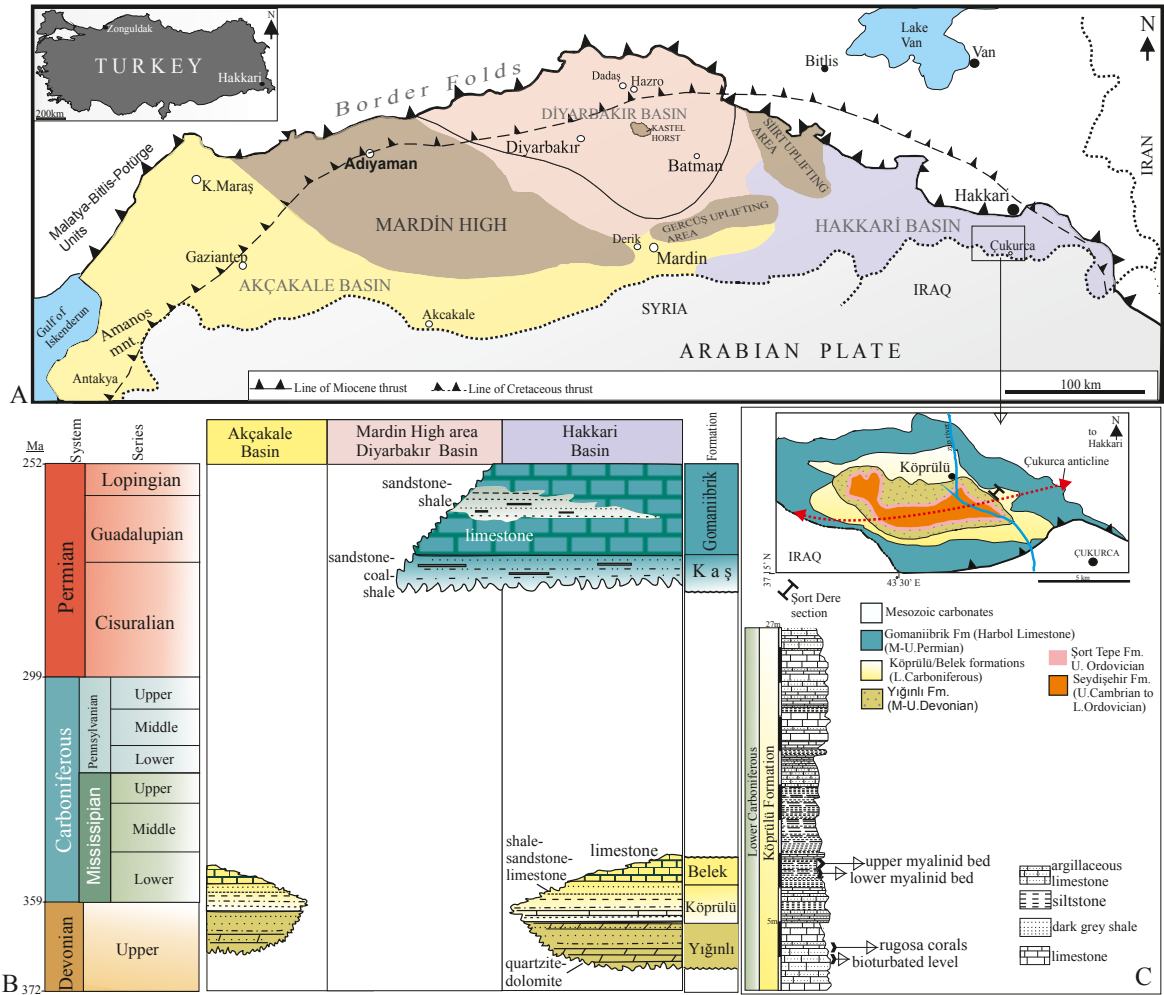 Zonguldak
N
TURKEY
Hakkari
200km
Border Folds
Malatya-Bitlis-Potürge
Units
Lake
Van
Van
Bitlis
N
IRAN
Dadaş
Hazro
DİYARBAKIR BASIN
KASTEL
HORST
Diyarbakır
Batman
SİİRT UPLIFTING
AREA
Adıyaman
K.Maraş
MARDİN HIGH
GERCÜŞ UPLIFTING
AREA
Derik
Mardin
HAKKARİ BASIN
Hakkari
Çukurca
Gaziantep
AKÇAKALE BASIN
Akcakale
SYRIA
IRAQ
Gulf of
Iskenderun
Amanos
mnt.
Antakya
ARABIAN PLATE
Line of Miocene thrust
Line of Cretaceous thrust
100 km
A
Ma
System
Series
Akçakale
Basin
Mardin High area
Diyarbakır Basin
Hakkari
Basin
Formation
252
Permian
Lopingian
Guadalupian
Cisuralian
299
Carboniferous
Pennsylvanian
Upper
Middle
Lower
Mississipian
Upper
Middle
Lower
359
Devonian
Upper
372
sandstone-
shale
limestone
sandstone-
coal-
shale
Gomaniibrik
Kaş
shale-
sandstone-
limestone
limestone
Belek
Köprülü
Yığınlı
quartzite-
dolomite
B
N
to
Hakkari
Köprülü
Çukurca anticline
IRAQ
ÇUKURCA
5 km
37 15' N
43 30' E
Şort Dere
section
Mesozoic carbonates
Gomaniibrik Fm (Harbol Limestone)
(M-U.Permian)
Köprülü/Belek formations
(L.Carboniferous)
Yığınlı Fm.
(M-U.Devonian)
Şort Tepe Fm.
U. Ordovician
Seydişehir Fm.
(U.Cambrian to
L.Ordovician)
27m
Lower Carboniferous
Köprülü Formation
5m
upper myalinid bed
lower myalinid bed
rugosa corals
bioturbated level
argillaceous
limestone
siltstone
dark grey shale
limestone
C